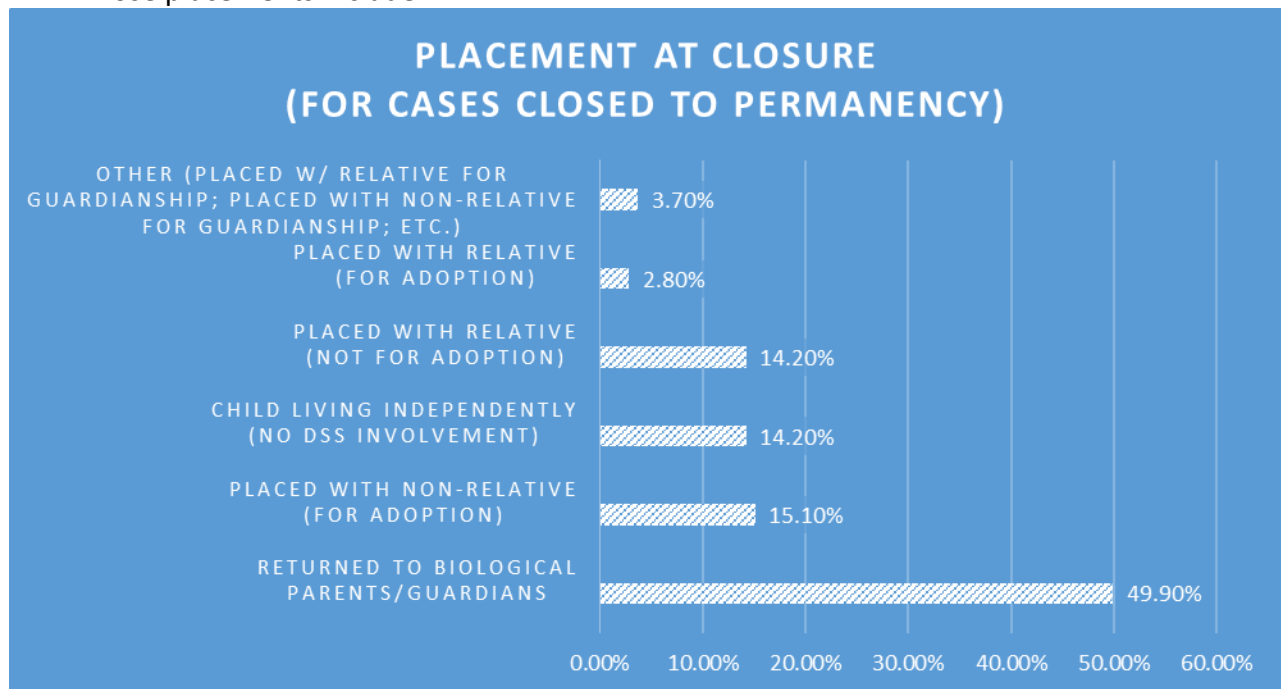 PLACEMENT AT CLOSURE
(FOR CASES CLOSED TO PERMANENCY)
OTHER (PLACED W/ RELATIVE FOR
GUARDIANSHIP; PLACED WITH NON-RELATIVE
FOR GUARDIANSHIP; ETC.)
3.70%
PLACED WITH RELATIVE
(FOR ADOPTION)
2.80%
PLACED WITH RELATIVE
(NOT FOR ADOPTION)
14.20%
CHILD LIVING INDEPENDENTLY
(NO DSS INVOLVEMENT)
14.20%
PLACED WITH NON-RELATIVE
(FOR ADOPTION)
15.10%
RETURNED TO BIOLOGICAL
PARENTS/GUARDIANS
49.90%
0.00% 10.00% 20.00% 30.00% 40.00% 50.00% 60.00%